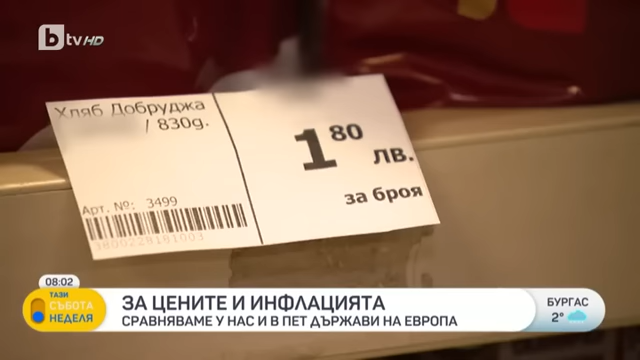 bTV HD
Хляб Добруджа
/ 830g.
Арт. №: 3499
3800228181003
1 80 лв.
за броя
08:02
ТАЗИ
СЪБОТА
НЕДЕЛЯ
ЗА ЦЕНИТЕ И ИНФЛАЦИЯТА
СРАВНЯВАМЕ У НАС И В ПЕТ ДЪРЖАВИ НА ЕВРОПА
БУРГАС
2°